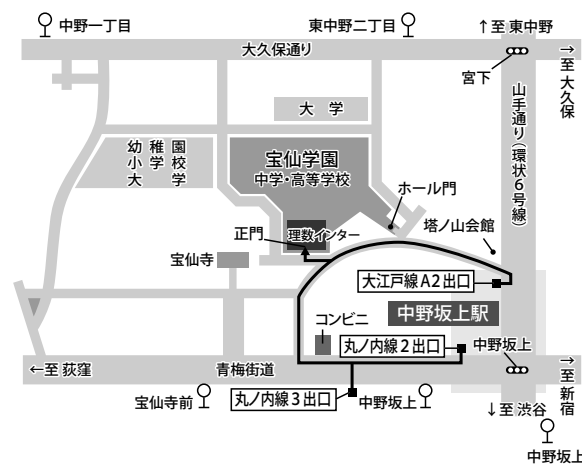 中野一丁目
東中野二丁目
↑至 東中野
大久保通り
→至 大久保
宮下
大 学
山手通り(環状6号線)
幼稚園
小学校
大学
宝仙学園
中学・高等学校
ホール門
理数インター
正門
塔ノ山会館
宝仙寺
大江戸線A2出口
中野坂上駅
コンビニ
丸ノ内線2出口
中野坂上
←至 荻窪
青梅街道
→至 新宿
宝仙寺前
丸ノ内線3出口
中野坂上
↓至 渋谷
中野坂上